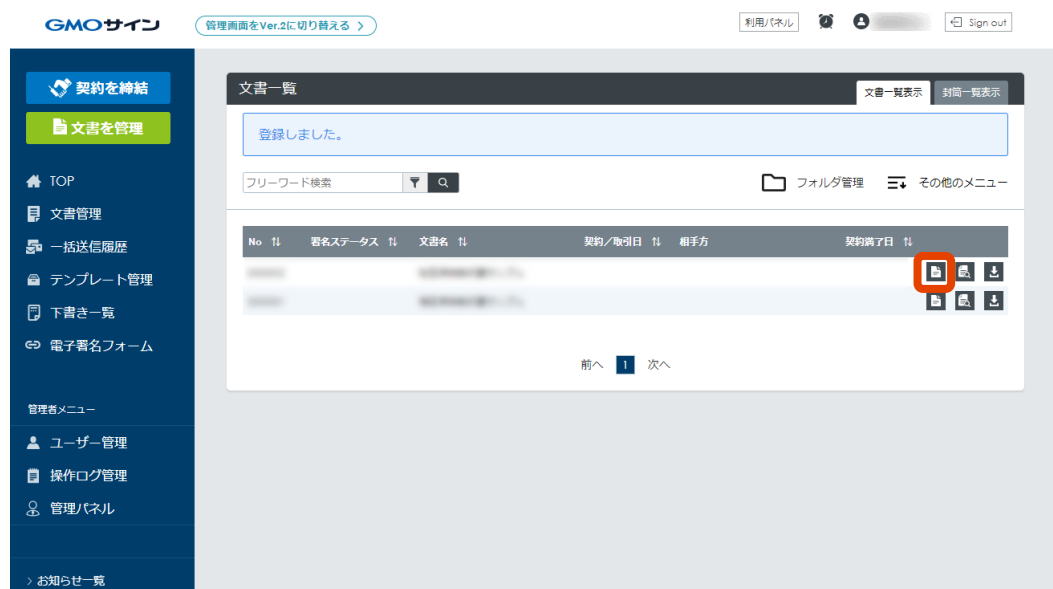 GMOサイン
管理画面をVer.2に切り替える >
利用パネル
Sign out
契約を締結
文書を管理
TOP
文書管理
一括送信履歴
テンプレート管理
下書き一覧
電子署名フォーム
管理者メニュー
ユーザー管理
操作ログ管理
管理パネル
> お知らせ一覧
文書一覧
文書一覧表示 封筒一覧表示
登録しました。
フリーワード検索
フォルダ管理 その他のメニュー
No 署名ステータス 文書名 契約／取引日 相手方 契約満了日
前へ 1 次へ